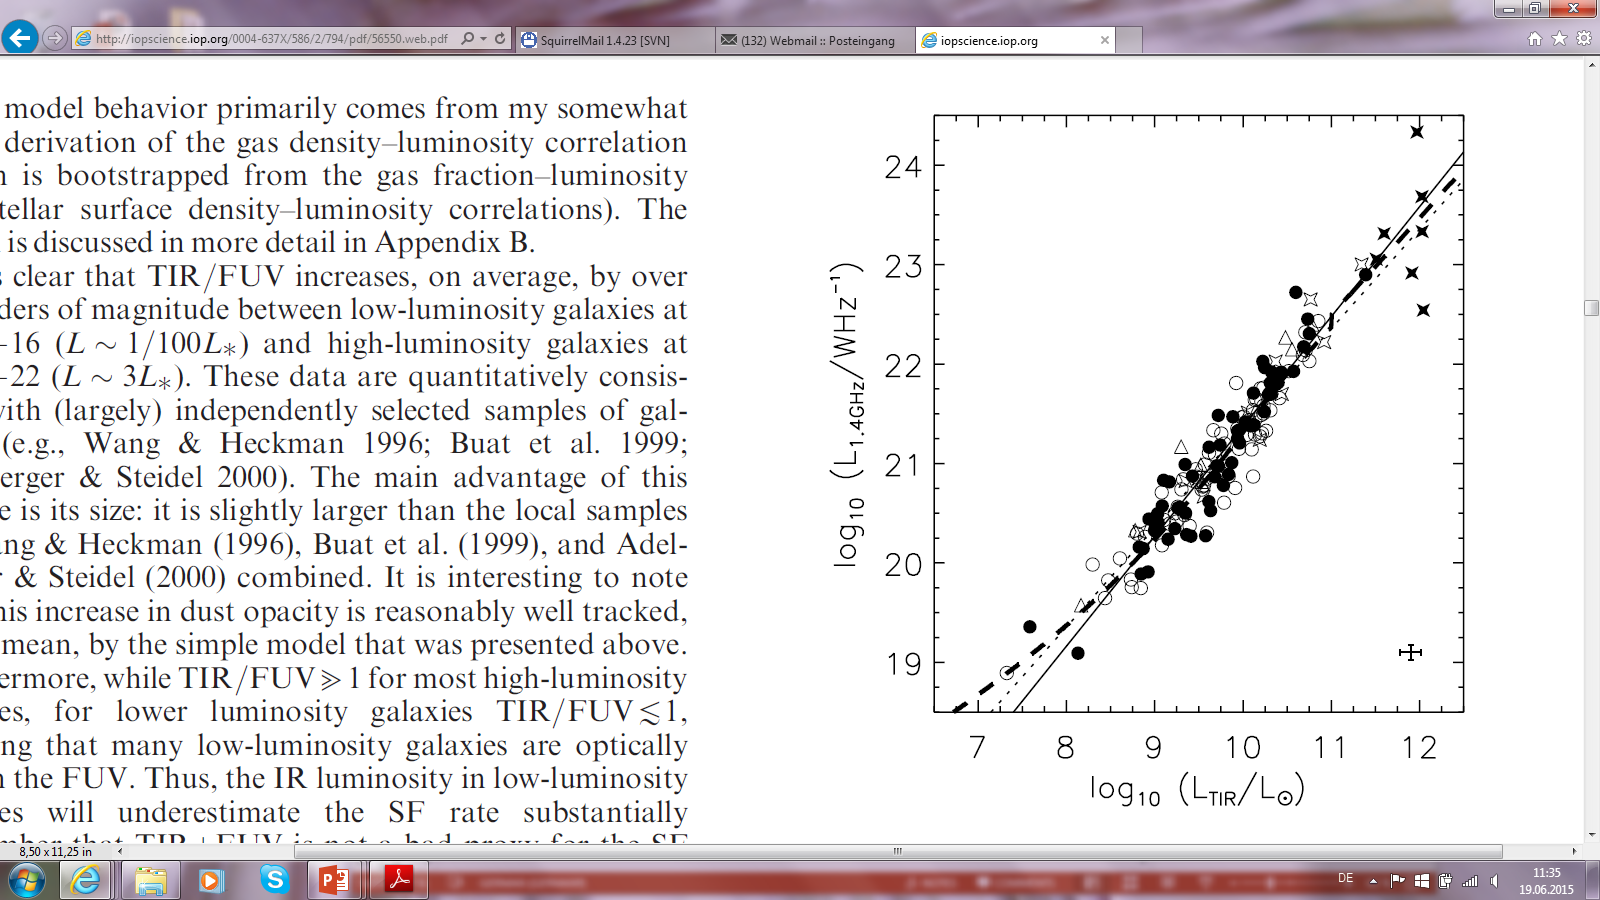 http://iopscience.iop.org/0004-637X/586/2/794/pdf/56550.web.pdf
SquirrelMail 1.4.23 [SVN]
(132) Webmail :: Posteingang
iopscience.iop.org
model behavior primarily comes from my somewhat
derivation of the gas density–luminosity correlation
is bootstrapped from the gas fraction–luminosity
tellar surface density–luminosity correlations). The
is discussed in more detail in Appendix B.
s clear that TIR/FUV increases, on average, by over
ders of magnitude between low-luminosity galaxies at
−16 (L ∼ 1/100L∗) and high-luminosity galaxies at
−22 (L ∼ 3L∗). These data are quantitatively consis-
with (largely) independently selected samples of gal-
(e.g., Wang & Heckman 1996; Buat et al. 1999;
erger & Steidel 2000). The main advantage of this
e is its size: it is slightly larger than the local samples
ng & Heckman (1996), Buat et al. (1999), and Adel-
& Steidel (2000) combined. It is interesting to note
his increase in dust opacity is reasonably well tracked,
mean, by the simple model that was presented above.
ermore, while TIR/FUV ≫ 1 for most high-luminosity
es, for lower luminosity galaxies TIR/FUV ≲ 1,
ng that many low-luminosity galaxies are optically
n the FUV. Thus, the IR luminosity in low-luminosity
es will underestimate the SF rate substantially
mber that TIR+FUV is not a bad proxy for the SF
log10 (L1.4GHz/WHz−1)
24
23
22
21
20
19
7 8 9 10 11 12
log10 (LTIR/L⊙)
8,50 x 11,25 in
DE
11:35
19.06.2015